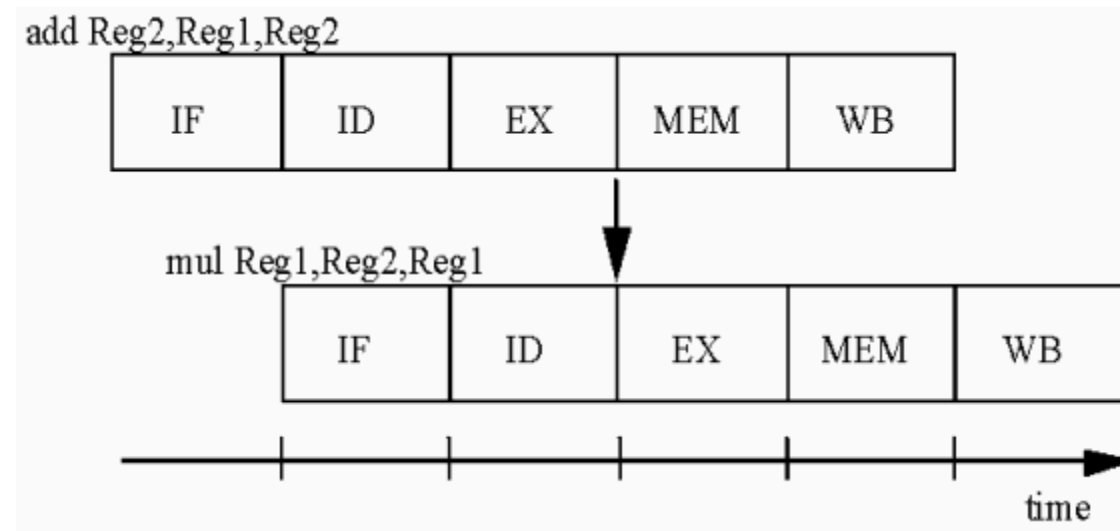 add Reg2,Reg1,Reg2
IF ID EX MEM WB
mul Reg1,Reg2,Reg1
IF ID EX MEM WB
time